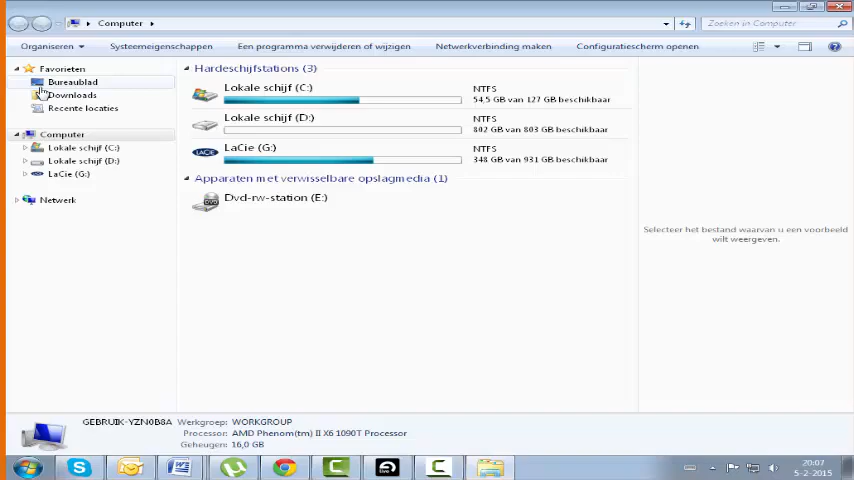 Computer
Zoeken in Computer
Organiseren
Systeemeigenschappen
Een programma verwijderen of wijzigen
Netwerkverbinding maken
Configuratiescherm openen
Favorieten
Bureaublad
Downloads
Recente locaties
Computer
Lokale schijf (C:)
Lokale schijf (D:)
LaCie (G:)
Netwerk
Hardeschijfstations (3)
Lokale schijf (C:)
NTFS
54,5 GB van 127 GB beschikbaar
Lokale schijf (D:)
NTFS
802 GB van 803 GB beschikbaar
LACIE
LaCie (G:)
NTFS
348 GB van 931 GB beschikbaar
Apparaten met verwisselbare opslagmedia (1)
DVD
Dvd-rw-station (E:)
Selecteer het bestand waarvan u een voorbeeld
wilt weergeven.
GEBRUIK-YZN0B8A Werkgroep: WORKGROUP
Processor: AMD Phenom(tm) II X6 1090T Processor
Geheugen: 16,0 GB
live
20:07
5-2-2015